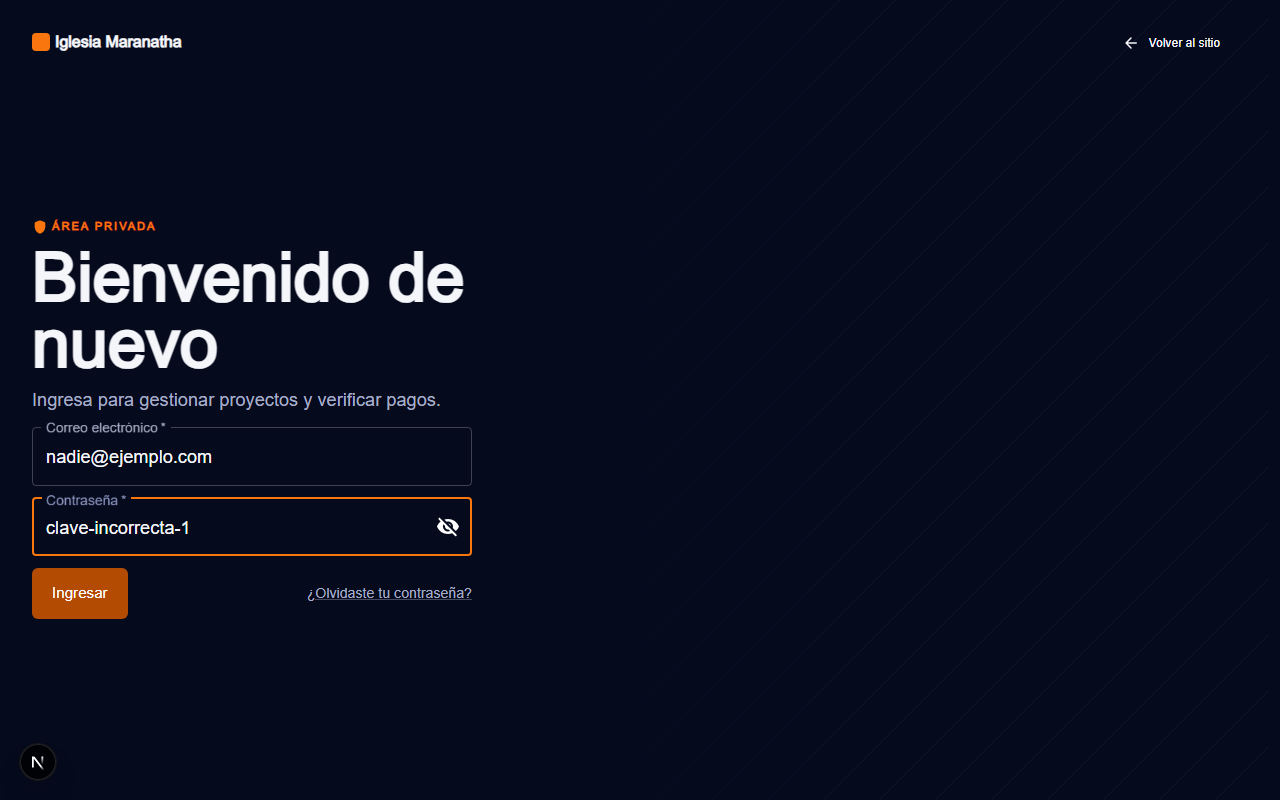 Iglesia Maranatha
Volver al sitio
ÁREA PRIVADA
Bienvenido de
nuevo
Ingresa para gestionar proyectos y verificar pagos.
Correo electrónico *
nadie@ejemplo.com
Contraseña *
clave-incorrecta-1
Ingresar
¿Olvidaste tu contraseña?
N